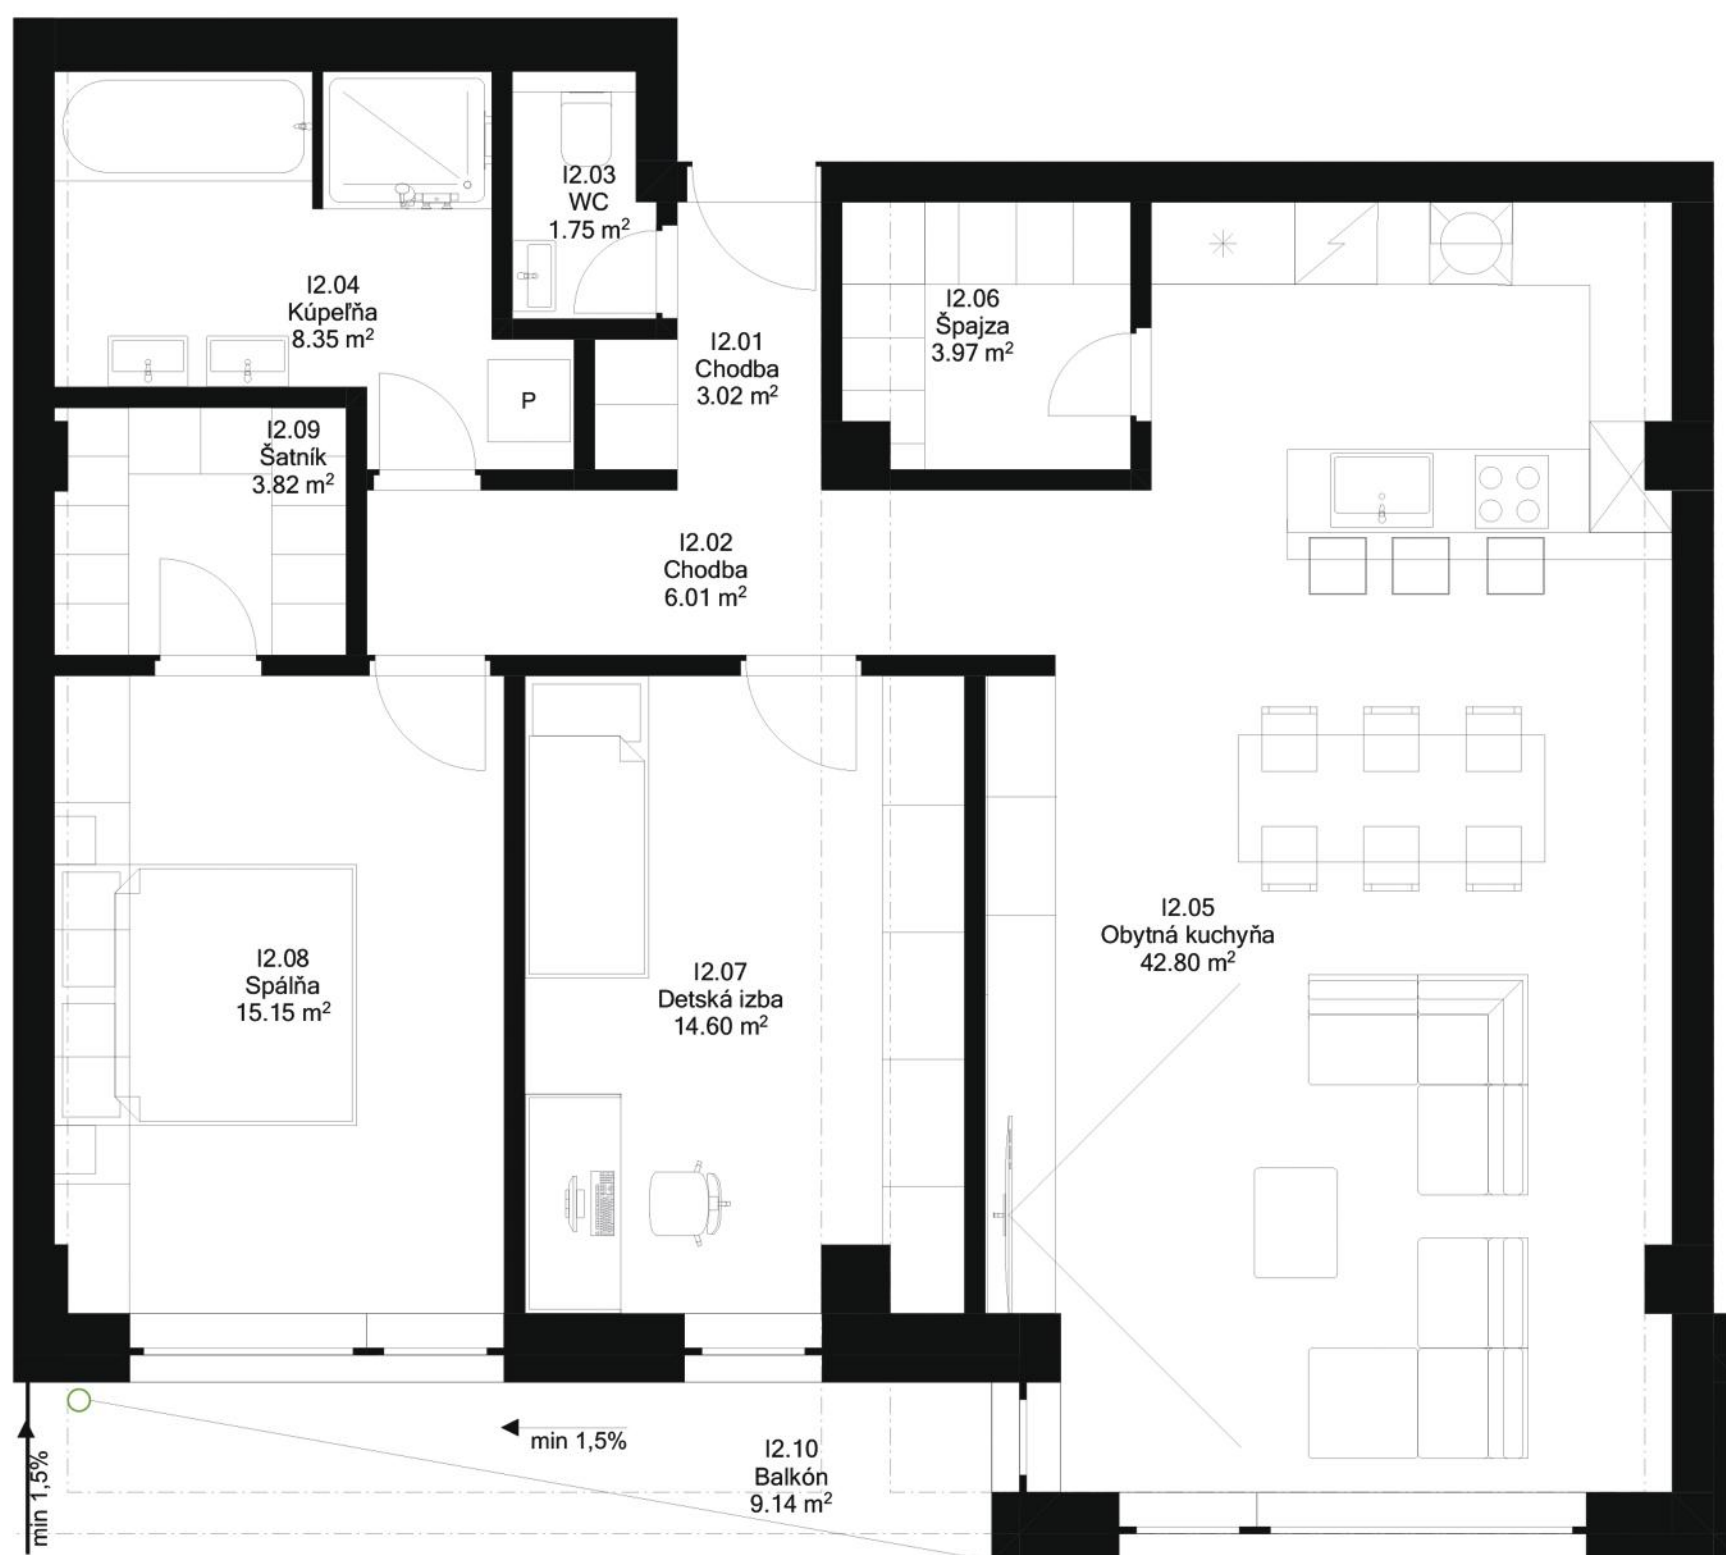 I2.03
WC
1.75 m²
I2.04
Kúpeľňa
8.35 m²
I2.06
Špajza
3.97 m²
I2.01
Chodba
3.02 m²
P
I2.09
Šatník
3.82 m²
I2.02
Chodba
6.01 m²
I2.05
Obytná kuchyňa
42.80 m²
I2.08
Spálňa
15.15 m²
I2.07
Detská izba
14.60 m²
min 1,5%
min 1,5%
I2.10
Balkón
9.14 m²